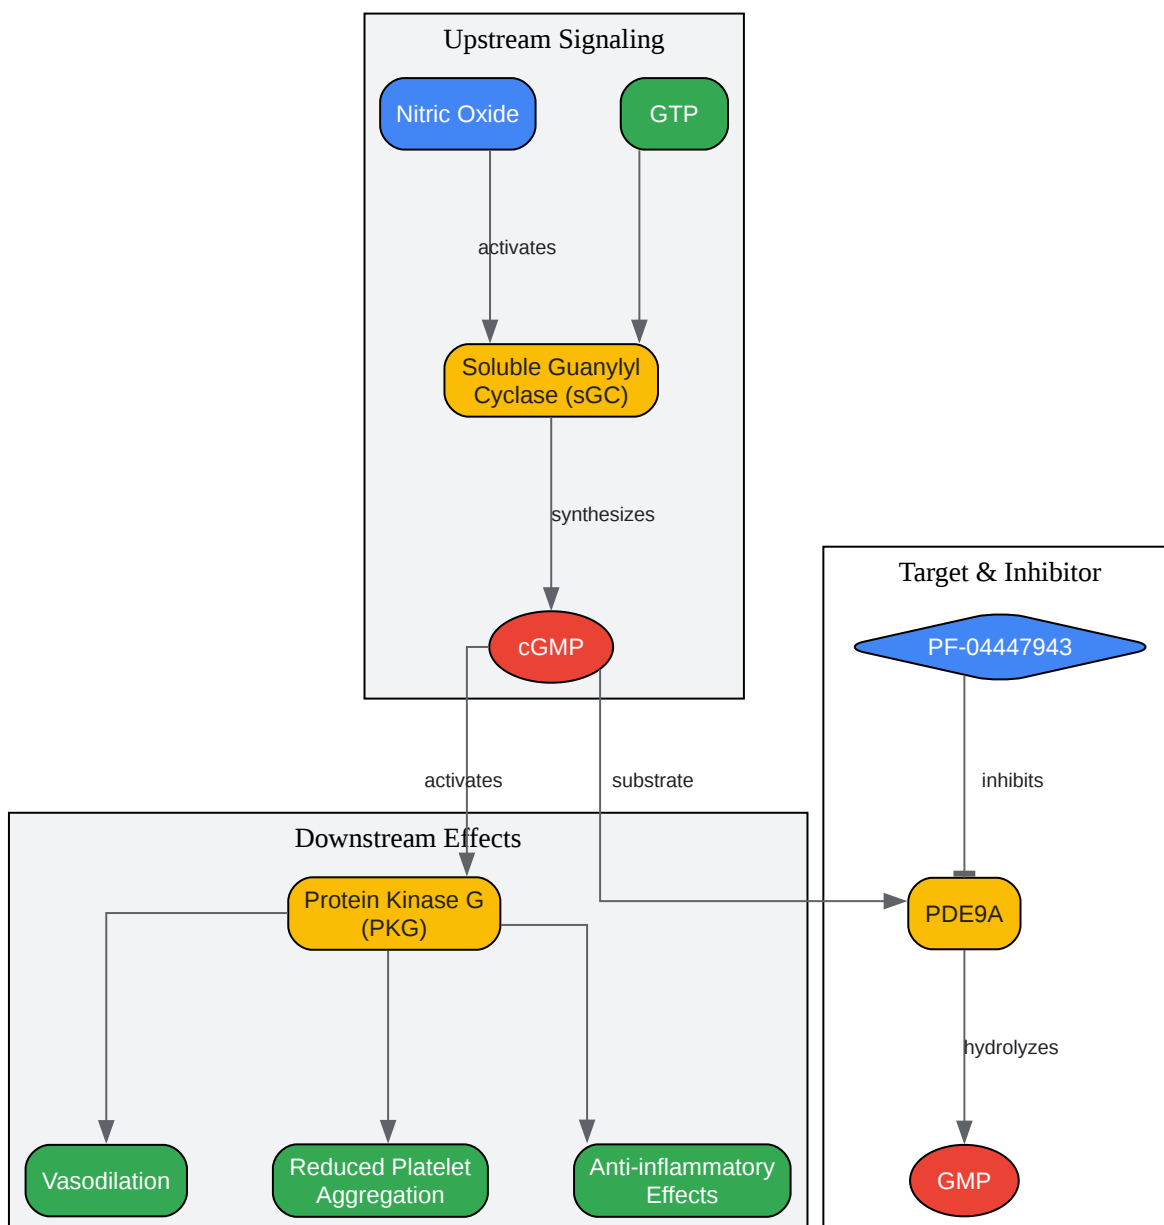 Upstream Signaling
Nitric Oxide
GTP
activates
Soluble Guanylyl
Cyclase (sGC)
synthesizes
cGMP
Target & Inhibitor
PF-04447943
activates
substrate
inhibits
Downstream Effects
Protein Kinase G
(PKG)
PDE9A
hydrolyzes
Vasodilation
Reduced Platelet
Aggregation
Anti-inflammatory
Effects
GMP